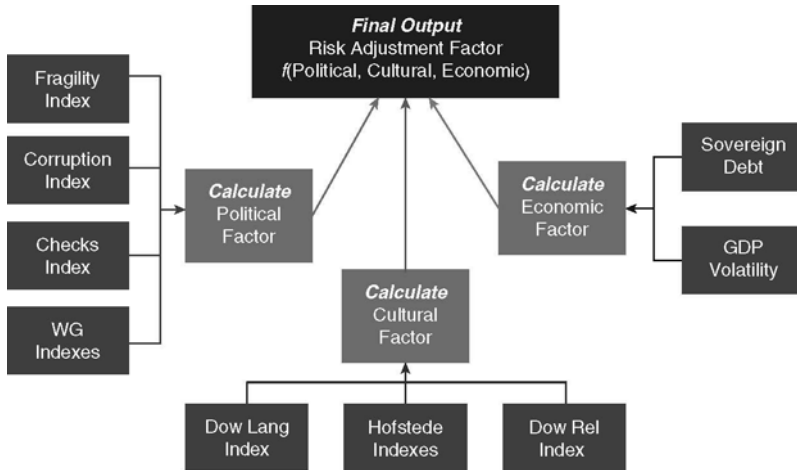 Final Output
Risk Adjustment Factor
f(Political, Cultural, Economic)
Fragility
Index
Corruption
Index
Checks
Index
WG
Indexes
Calculate
Political
Factor
Calculate
Cultural
Factor
Calculate
Economic
Factor
Sovereign
Debt
GDP
Volatility
Dow Lang
Index
Hofstede
Indexes
Dow Rel
Index